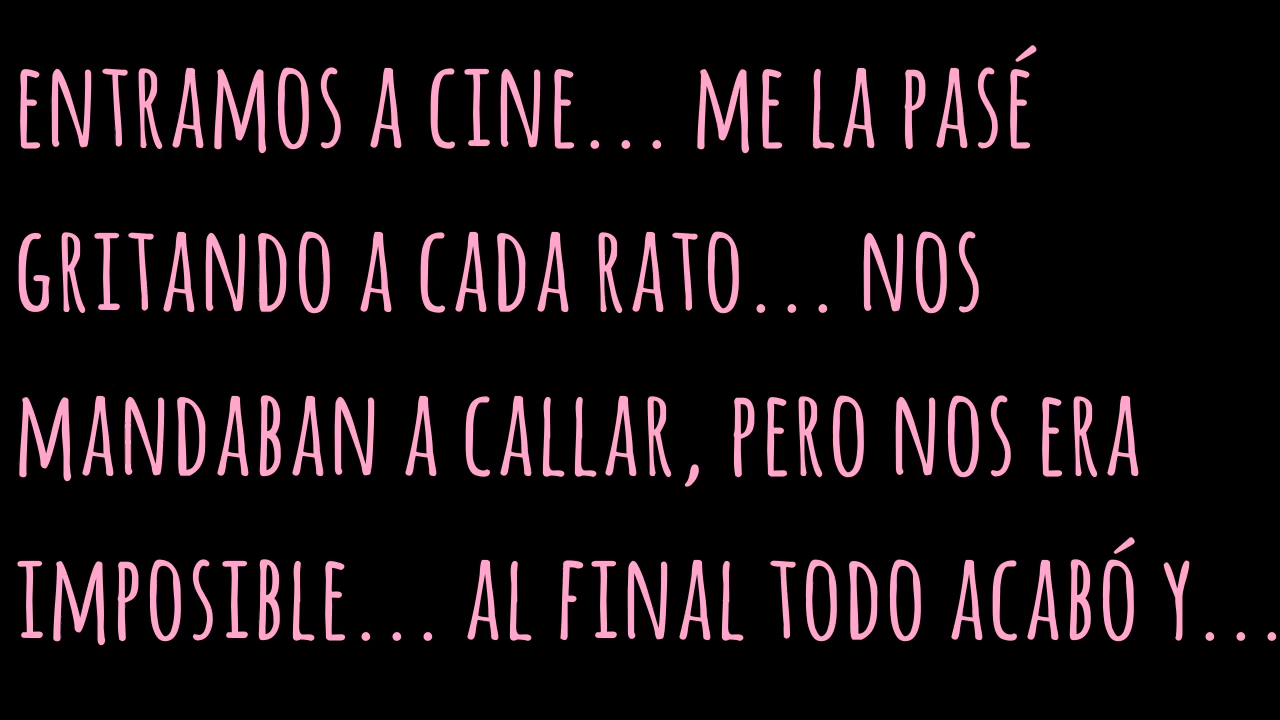 ENTRAMOS A CINE... ME LA PASÉ
GRITANDO A CADA RATO... NOS
MANDABAN A CALLAR, PERO NOS ERA
IMPOSIBLE... AL FINAL TODO ACABÓ Y...